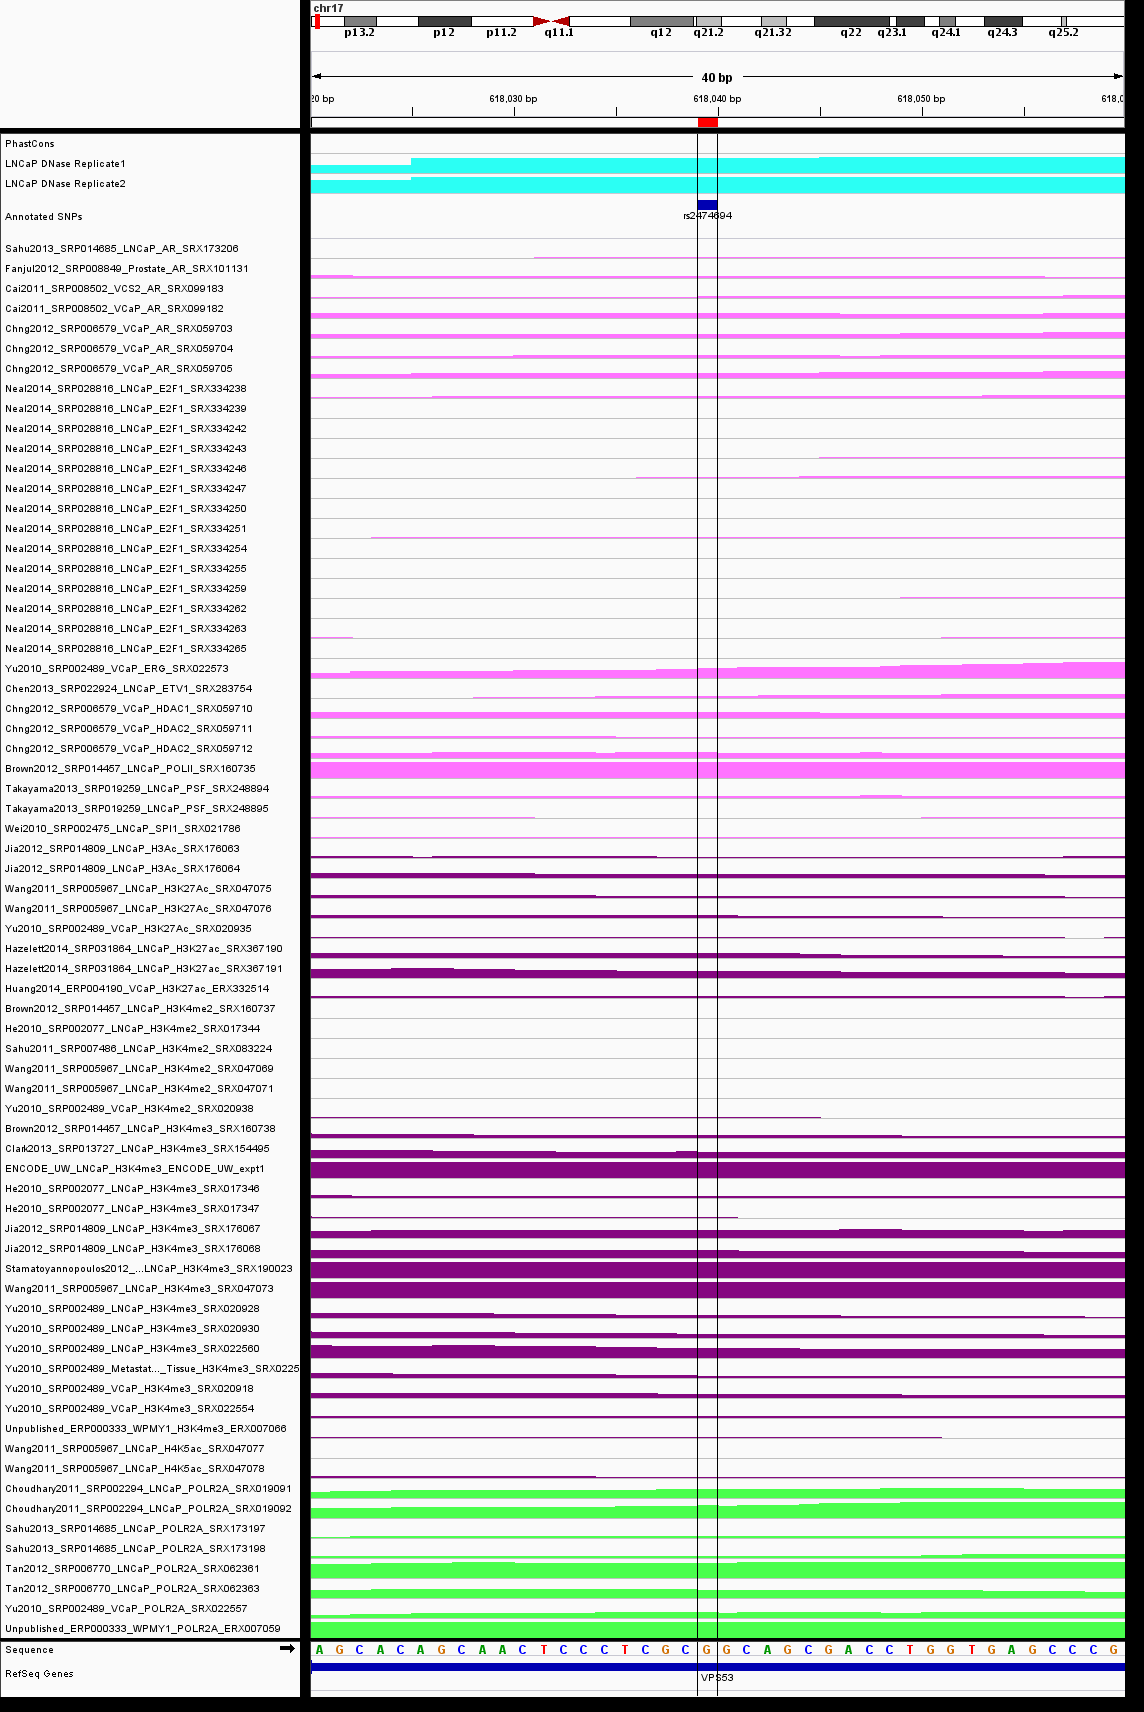 chr17
p13.2 p12 p11.2 q11.1 q12 q21.2 q21.32 q22 q23.1 q24.1 q24.3 q25.2
40 bp
20 bp 618,030 bp 618,040 bp 618,050 bp 618,0
PhastCons
LNCaP DNase Replicate1
LNCaP DNase Replicate2
Annotated SNPs rs2474694
Sahu2013_SRP014685_LNCaP_AR_SRX173206
Fanjul2012_SRP008849_Prostate_AR_SRX101131
Cai2011_SRP008502_VCS2_AR_SRX099183
Cai2011_SRP008502_VCaP_AR_SRX099182
Chng2012_SRP006579_VCaP_AR_SRX059703
Chng2012_SRP006579_VCaP_AR_SRX059704
Chng2012_SRP006579_VCaP_AR_SRX059705
Neal2014_SRP028816_LNCaP_E2F1_SRX334238
Neal2014_SRP028816_LNCaP_E2F1_SRX334239
Neal2014_SRP028816_LNCaP_E2F1_SRX334242
Neal2014_SRP028816_LNCaP_E2F1_SRX334243
Neal2014_SRP028816_LNCaP_E2F1_SRX334246
Neal2014_SRP028816_LNCaP_E2F1_SRX334247
Neal2014_SRP028816_LNCaP_E2F1_SRX334250
Neal2014_SRP028816_LNCaP_E2F1_SRX334251
Neal2014_SRP028816_LNCaP_E2F1_SRX334254
Neal2014_SRP028816_LNCaP_E2F1_SRX334255
Neal2014_SRP028816_LNCaP_E2F1_SRX334259
Neal2014_SRP028816_LNCaP_E2F1_SRX334262
Neal2014_SRP028816_LNCaP_E2F1_SRX334263
Neal2014_SRP028816_LNCaP_E2F1_SRX334265
Yu2010_SRP002489_VCaP_ERG_SRX022573
Chen2013_SRP022924_LNCaP_ETV1_SRX283754
Chng2012_SRP006579_VCaP_HDAC1_SRX059710
Chng2012_SRP006579_VCaP_HDAC2_SRX059711
Chng2012_SRP006579_VCaP_HDAC2_SRX059712
Brown2012_SRP014457_LNCaP_POLII_SRX160735
Takayama2013_SRP019259_LNCaP_PSF_SRX248894
Takayama2013_SRP019259_LNCaP_PSF_SRX248895
Wei2010_SRP002475_LNCaP_SPI1_SRX021786
Jia2012_SRP014809_LNCaP_H3Ac_SRX176063
Jia2012_SRP014809_LNCaP_H3Ac_SRX176064
Wang2011_SRP005967_LNCaP_H3K27Ac_SRX047075
Wang2011_SRP005967_LNCaP_H3K27Ac_SRX047076
Yu2010_SRP002489_VCaP_H3K27Ac_SRX020935
Hazelett2014_SRP031864_LNCaP_H3K27ac_SRX367190
Hazelett2014_SRP031864_LNCaP_H3K27ac_SRX367191
Huang2014_ERP004190_VCaP_H3K27ac_ERX332514
Brown2012_SRP014457_LNCaP_H3K4me2_SRX160737
He2010_SRP002077_LNCaP_H3K4me2_SRX017344
Sahu2011_SRP007486_LNCaP_H3K4me2_SRX083224
Wang2011_SRP005967_LNCaP_H3K4me2_SRX047069
Wang2011_SRP005967_LNCaP_H3K4me2_SRX047071
Yu2010_SRP002489_VCaP_H3K4me2_SRX020938
Brown2012_SRP014457_LNCaP_H3K4me3_SRX160738
Clark2013_SRP013727_LNCaP_H3K4me3_SRX154495
ENCODE_UW_LNCaP_H3K4me3_ENCODE_UW_expt1
He2010_SRP002077_LNCaP_H3K4me3_SRX017346
He2010_SRP002077_LNCaP_H3K4me3_SRX017347
Jia2012_SRP014809_LNCaP_H3K4me3_SRX176067
Jia2012_SRP014809_LNCaP_H3K4me3_SRX176068
Stamatoyannopoulos2012_...LNCaP_H3K4me3_SRX190023
Wang2011_SRP005967_LNCaP_H3K4me3_SRX047073
Yu2010_SRP002489_LNCaP_H3K4me3_SRX020928
Yu2010_SRP002489_LNCaP_H3K4me3_SRX020930
Yu2010_SRP002489_LNCaP_H3K4me3_SRX022560
Yu2010_SRP002489_Metastat..._Tissue_H3K4me3_SRX0225
Yu2010_SRP002489_VCaP_H3K4me3_SRX020918
Yu2010_SRP002489_VCaP_H3K4me3_SRX022554
Unpublished_ERP000333_WPMY1_H3K4me3_ERX007066
Wang2011_SRP005967_LNCaP_H4K5ac_SRX047077
Wang2011_SRP005967_LNCaP_H4K5ac_SRX047078
Choudhary2011_SRP002294_LNCaP_POLR2A_SRX019091
Choudhary2011_SRP002294_LNCaP_POLR2A_SRX019092
Sahu2013_SRP014685_LNCaP_POLR2A_SRX173197
Sahu2013_SRP014685_LNCaP_POLR2A_SRX173198
Tan2012_SRP006770_LNCaP_POLR2A_SRX062361
Tan2012_SRP006770_LNCaP_POLR2A_SRX062363
Yu2010_SRP002489_VCaP_POLR2A_SRX022557
Unpublished_ERP000333_WPMY1_POLR2A_ERX007059
Sequence A G C A C A G C A A C T C C C T C G C G G C A G C G A C C T G G T G A G C C C G
RefSeq Genes VPS53